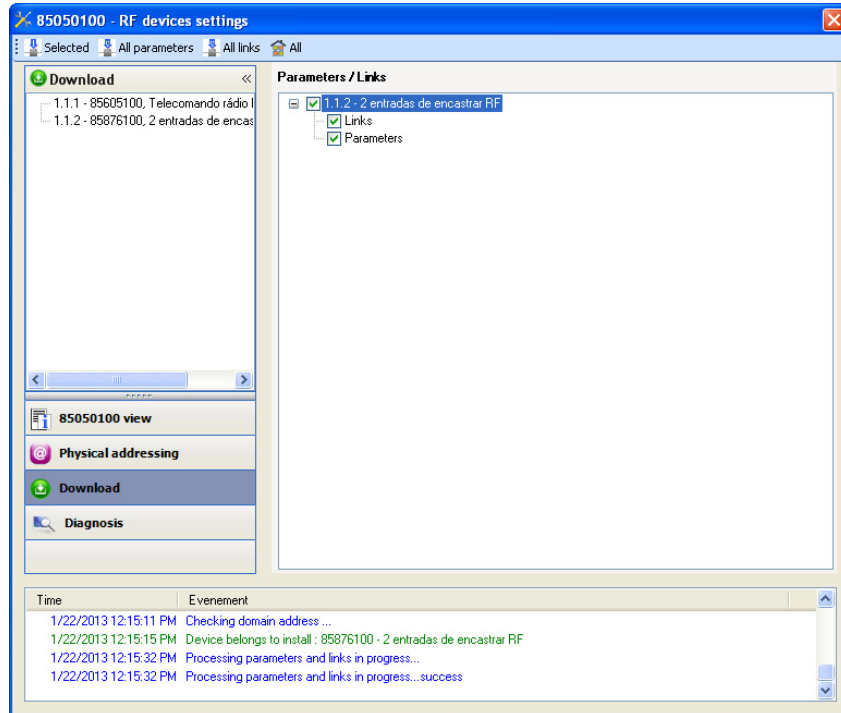 85050100 - RF devices settings
Selected All parameters All links All
Download
1.1.1 - 85605100, Telecomando rádio
1.1.2 - 85876100, 2 entradas de encas
Parameters / Links
1.1.2 - 2 entradas de encastrar RF
Links
Parameters
85050100 view
Physical addressing
Download
Diagnosis
Time Evenement
1/22/2013 12:15:11 PM Checking domain address ...
1/22/2013 12:15:15 PM Device belongs to install : 85876100 - 2 entradas de encastrar RF
1/22/2013 12:15:32 PM Processing parameters and links in progress...
1/22/2013 12:15:32 PM Processing parameters and links in progress...success